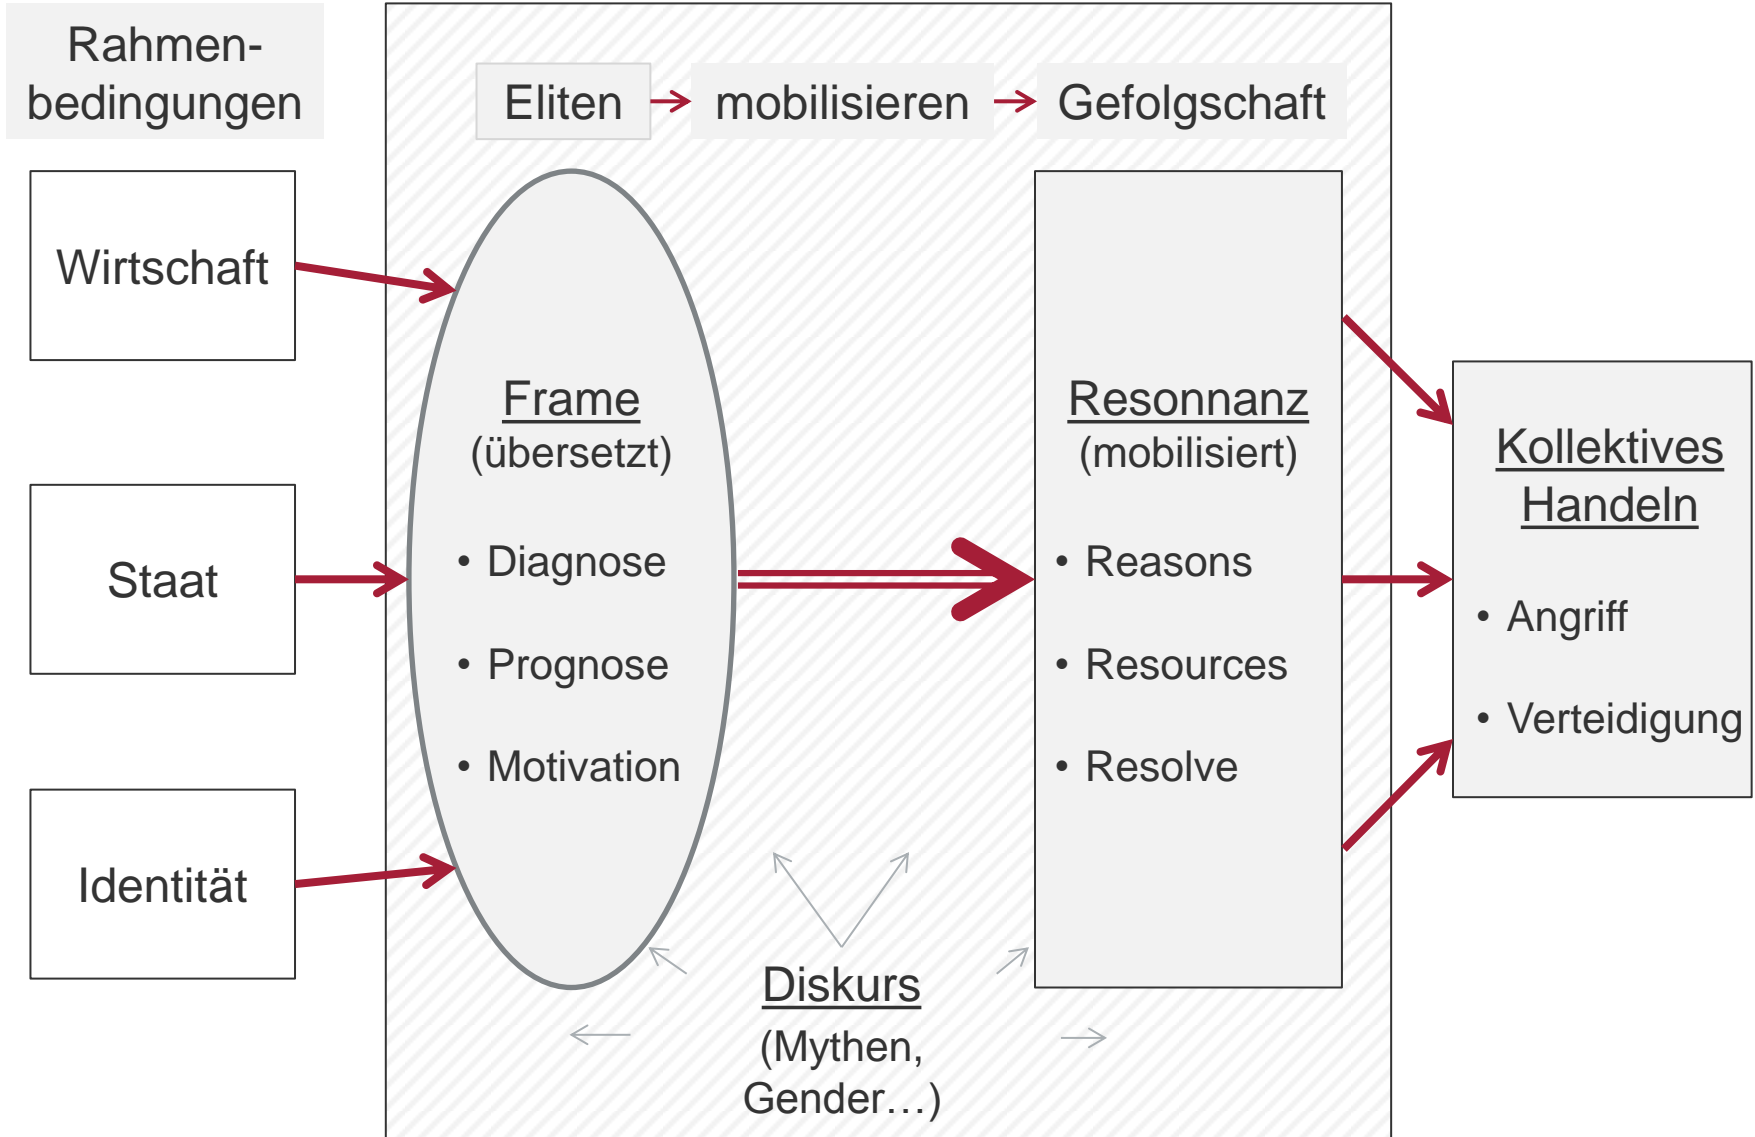 Rahmen-
bedingungen
Eliten
mobilisieren
Gefolgschaft
Wirtschaft
Staat
Identität
Frame
(übersetzt)
• Diagnose
• Prognose
• Motivation
Resonnanz
(mobilisiert)
• Reasons
• Resources
• Resolve
Kollektives
Handeln
• Angriff
• Verteidigung
Diskurs
(Mythen,
Gender…)